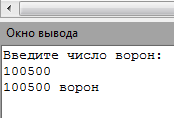 Окно вывода
Введите число ворон:
100500
100500 ворон